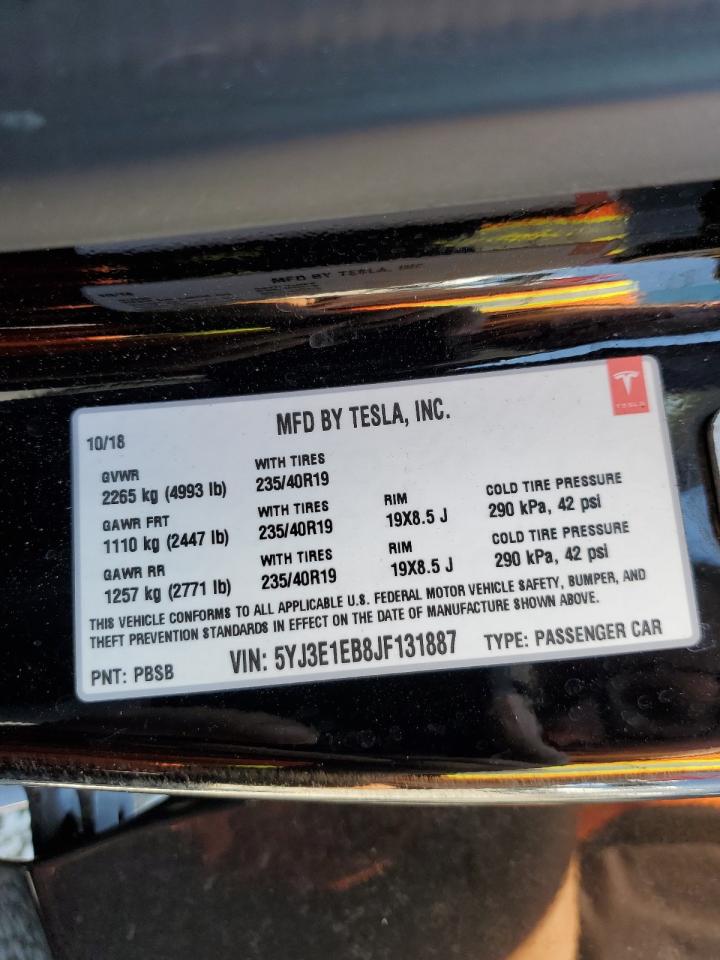 MFD BY TESLA, INC.
TESLA
10/18
MFD BY TESLA, INC.
GVWR
2265 kg (4993 lb)
WITH TIRES
235/40R19
GAWR FRT
1110 kg (2447 lb)
WITH TIRES
235/40R19
RIM
19X8.5 J
COLD TIRE PRESSURE
290 kPa, 42 psi
GAWR RR
1257 kg (2771 lb)
WITH TIRES
235/40R19
RIM
19X8.5 J
COLD TIRE PRESSURE
290 kPa, 42 psi
THIS VEHICLE CONFORMS TO ALL APPLICABLE U.S. FEDERAL MOTOR VEHICLE SAFETY, BUMPER, AND
THEFT PREVENTION STANDARDS IN EFFECT ON THE DATE OF MANUFACTURE SHOWN ABOVE.
PNT: PBSB
VIN: 5YJ3E1EB8JF131887
TYPE: PASSENGER CAR